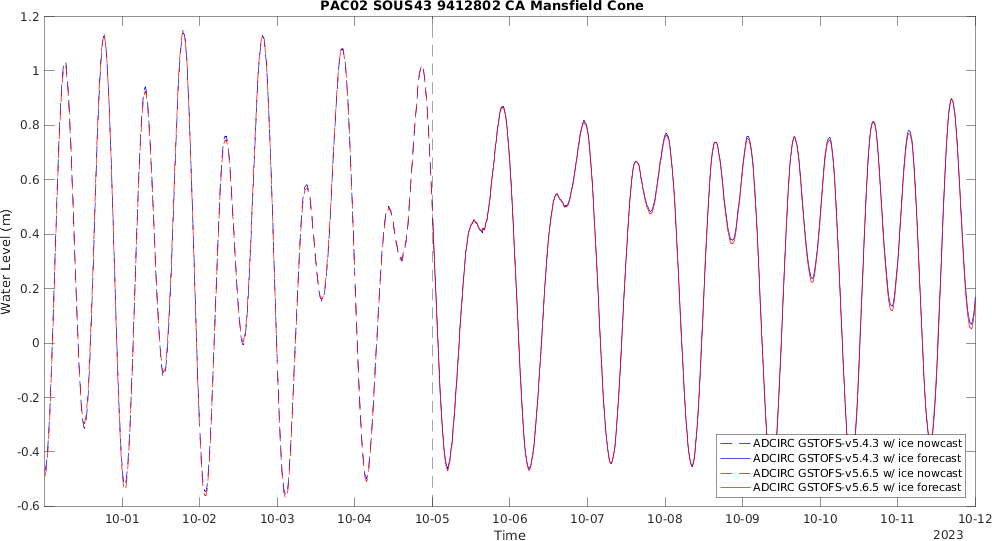 PAC02 SOUS43 9412802 CA Mansfield Cone
Water Level (m)
1.2
1
0.8
0.6
0.4
0.2
0
-0.2
-0.4
-0.6
10-01 10-02 10-03 10-04 10-05 10-06 10-07 10-08 10-09 10-10 10-11 10-12
Time
2023
ADCIRC GSTOFS-v5.4.3 w/ ice nowcast
ADCIRC GSTOFS-v5.4.3 w/ ice forecast
ADCIRC GSTOFS-v5.6.5 w/ ice nowcast
ADCIRC GSTOFS-v5.6.5 w/ ice forecast